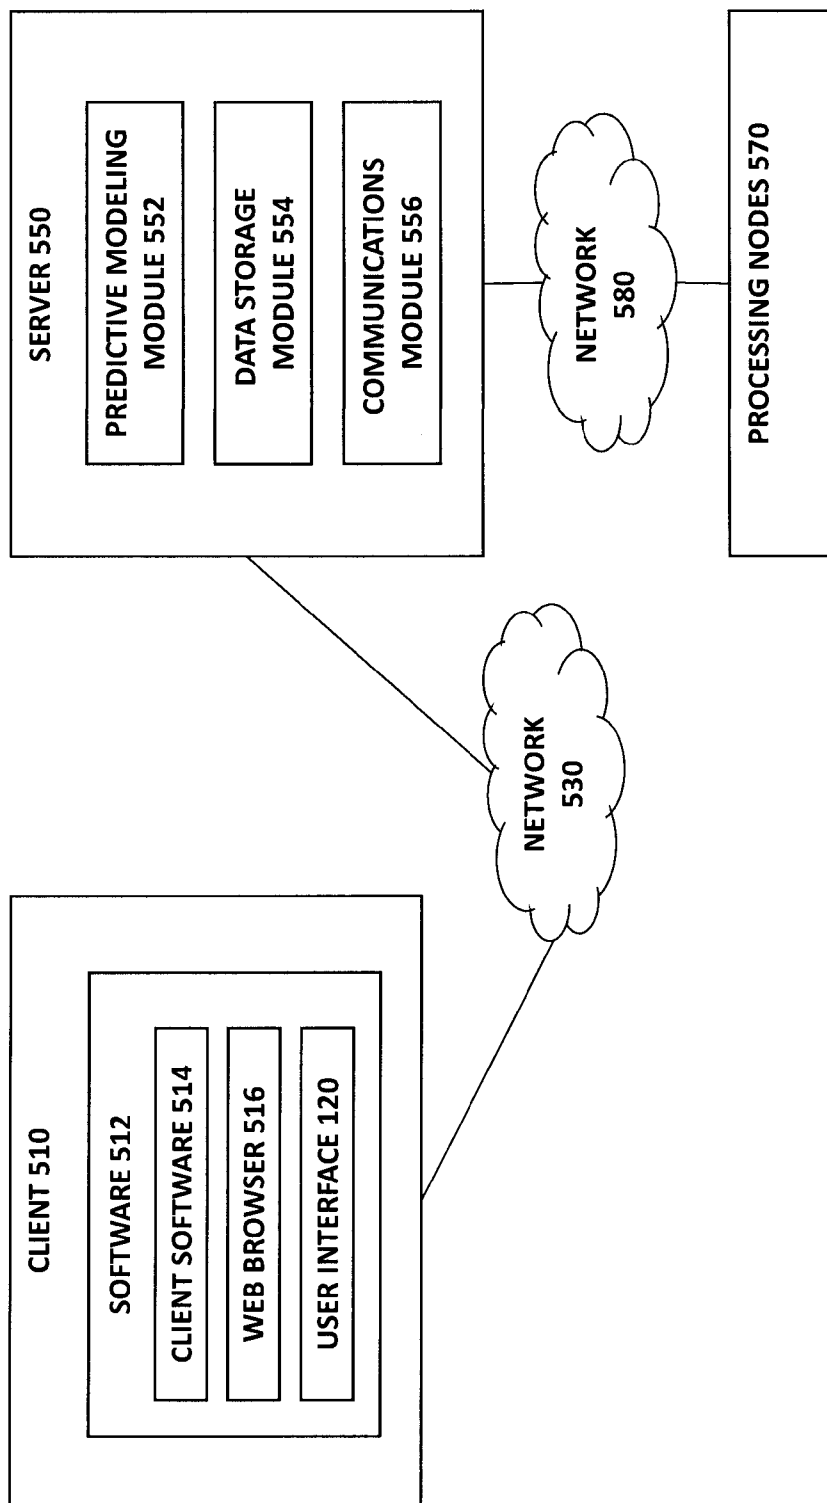 CLIENT 510
SOFTWARE 512
CLIENT SOFTWARE 514
WEB BROWSER 516
USER INTERFACE 120
NETWORK
530
SERVER 550
PREDICTIVE MODELING
MODULE 552
DATA STORAGE
MODULE 554
COMMUNICATIONS
MODULE 556
NETWORK
580
PROCESSING NODES 570